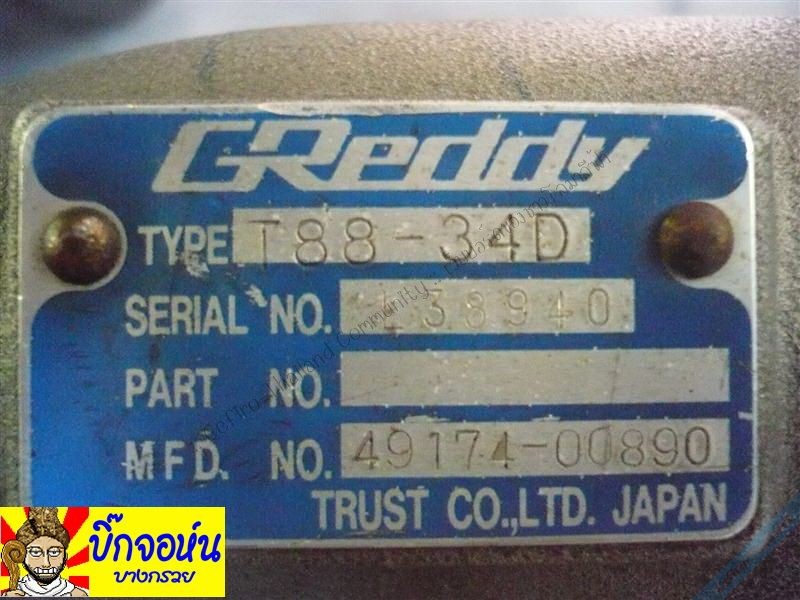 GReddy
TYPE T88-34D
SERIAL NO. 438940
PART NO.
MFD. NO. 49174-00890
TRUST CO.,LTD. JAPAN
บิ๊กจอห์น
บางกรวย